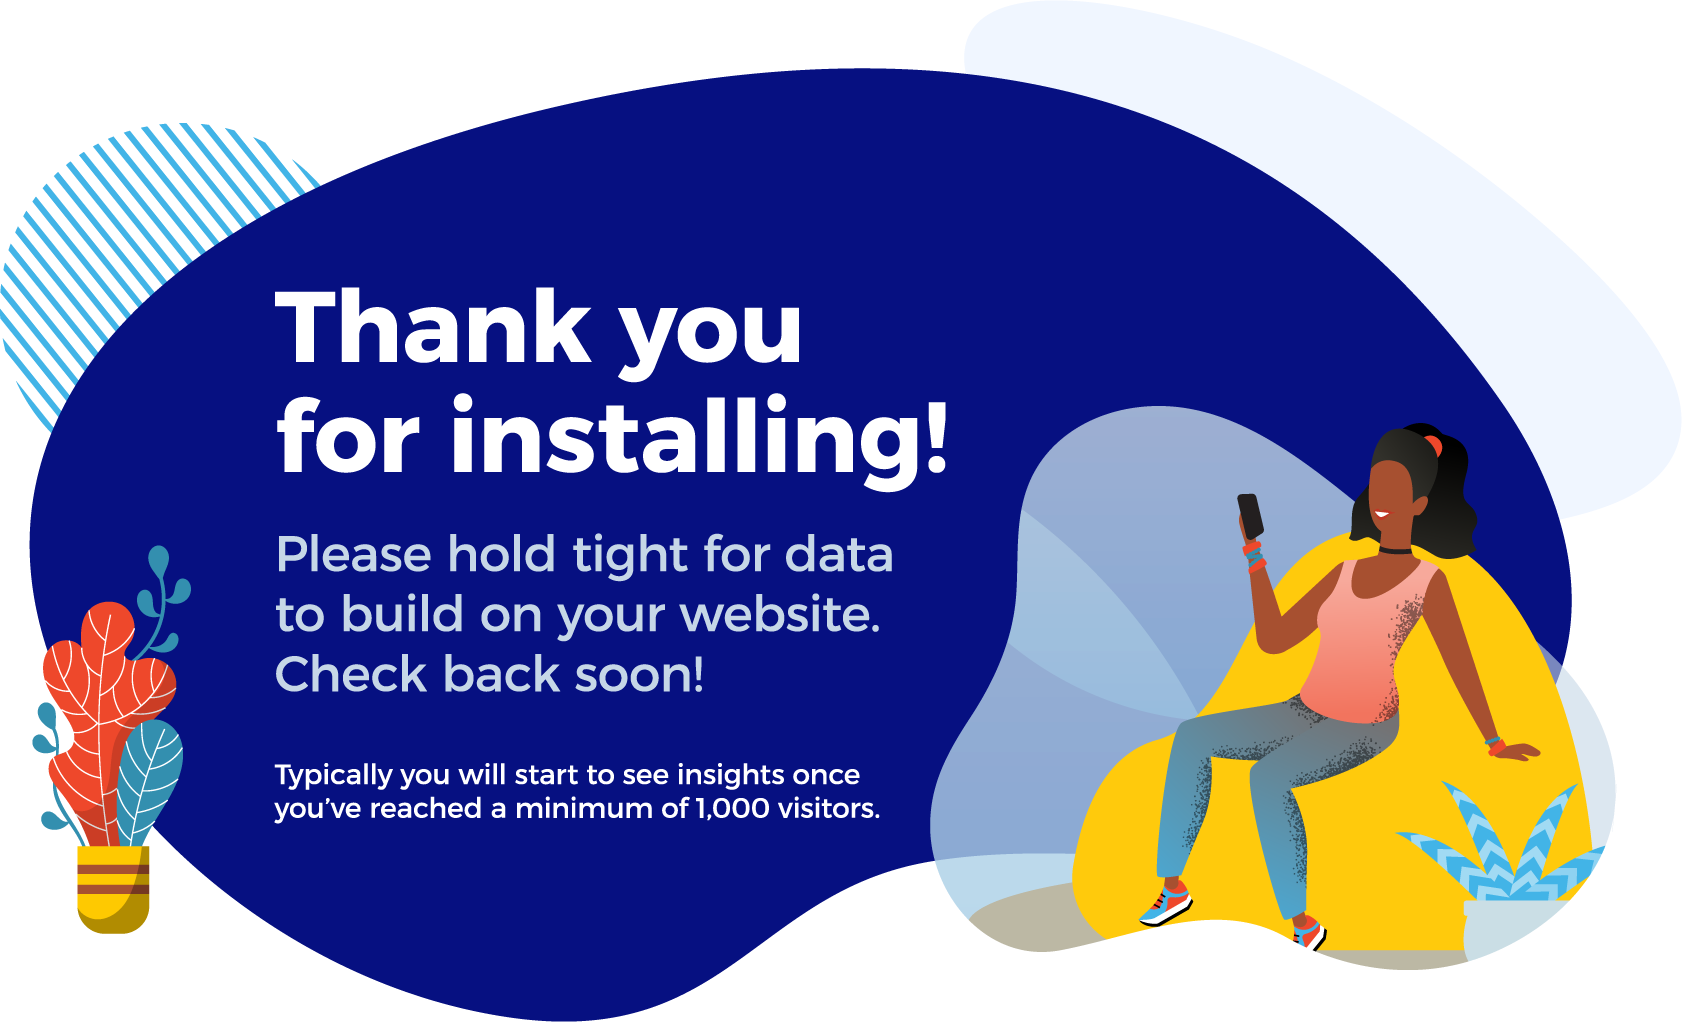 Thank you
for installing!
Please hold tight for data
to build on your website.
Check back soon!
Typically you will start to see insights once
you’ve reached a minimum of 1,000 visitors.